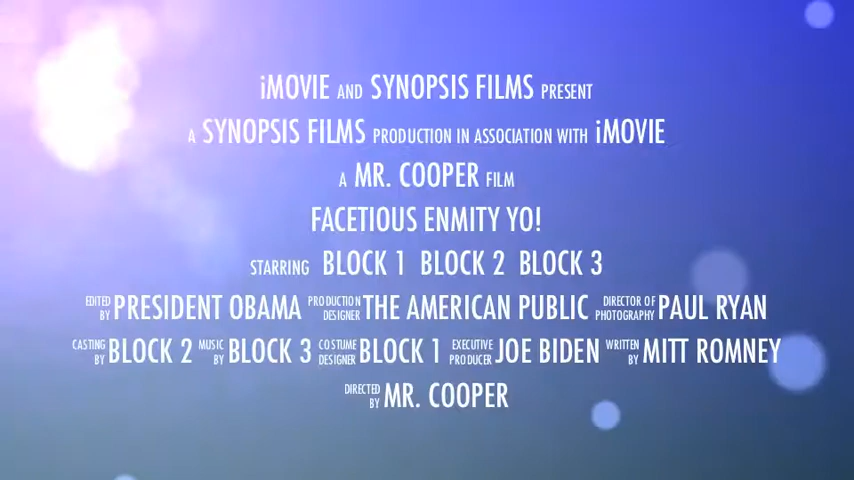 iMOVIE AND SYNOPSIS FILMS PRESENT
A SYNOPSIS FILMS PRODUCTION IN ASSOCIATION WITH iMOVIE
A MR. COOPER FILM
FACETIOUS ENMITY YO!
STARRING BLOCK 1 BLOCK 2 BLOCK 3
EDITED BY PRESIDENT OBAMA PRODUCTION DESIGNER THE AMERICAN PUBLIC DIRECTOR OF PHOTOGRAPHY PAUL RYAN
CASTING BY BLOCK 2 MUSIC BY BLOCK 3 COSTUME DESIGNER BLOCK 1 EXECUTIVE PRODUCER JOE BIDEN WRITTEN BY MITT ROMNEY
DIRECTED BY MR. COOPER